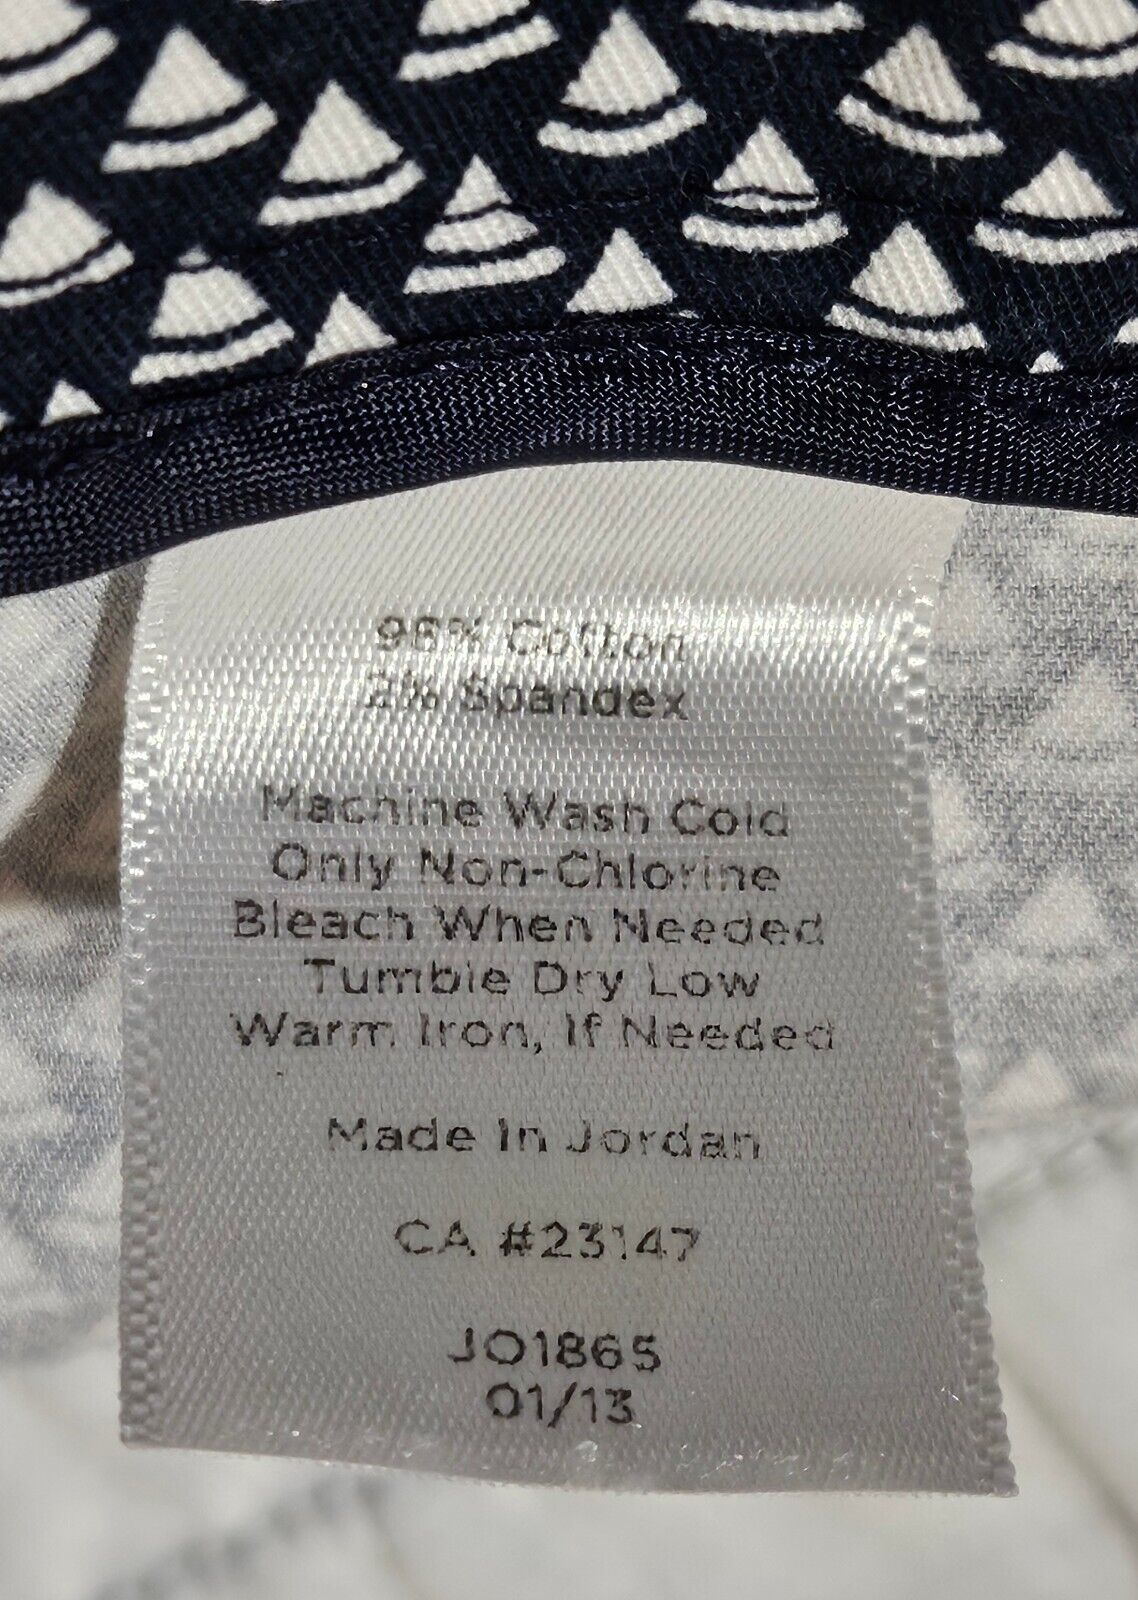 98% Cotton
2% Spandex
Machine Wash Cold
Only Non-Chlorine
Bleach When Needed
Tumble Dry Low
Warm Iron, If Needed
Made In Jordan
CA #23147
JO1865
01/13